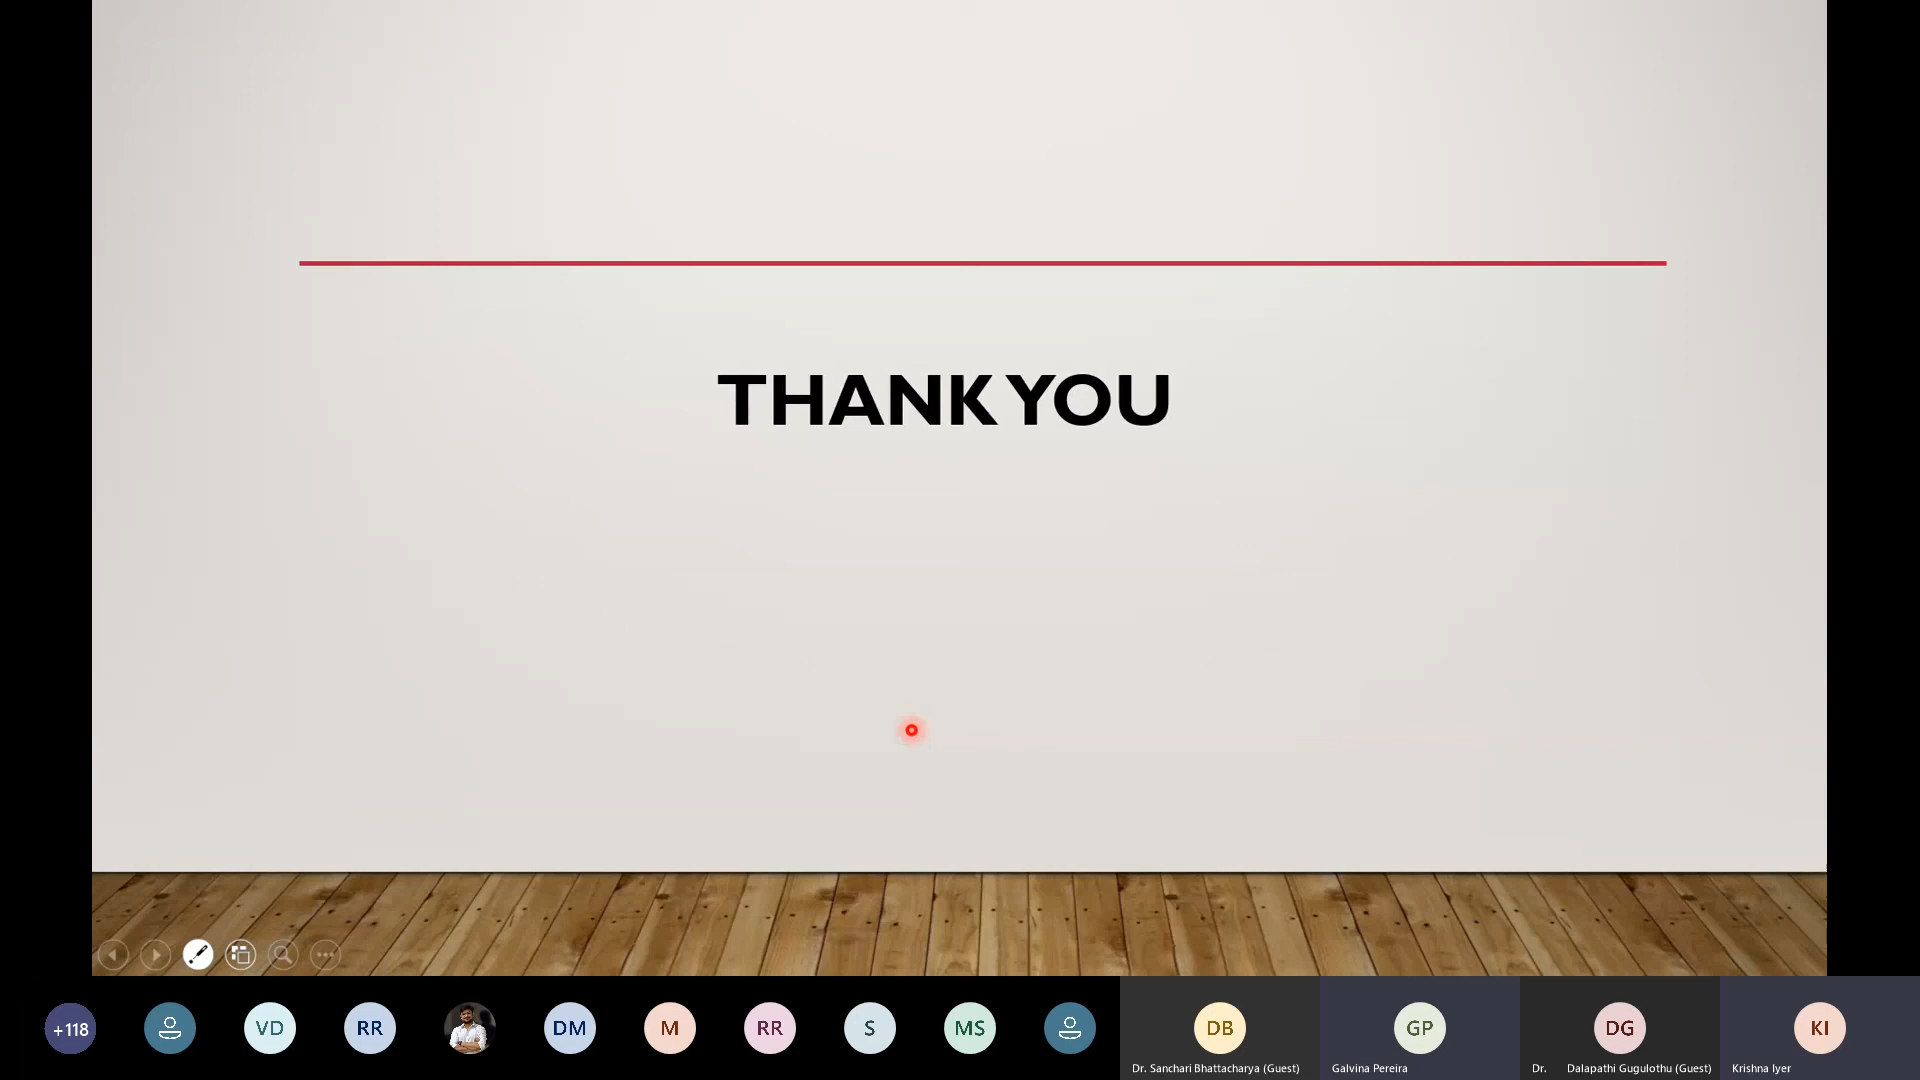 THANK YOU
+118
VD
RR
DM
M
RR
S
MS
DB
GP
DG
KI
Dr. Sanchari Bhattacharya (Guest)
Galvina Pereira
Dr. Dalapathi Gugulothu (Guest)
Krishna Iyer